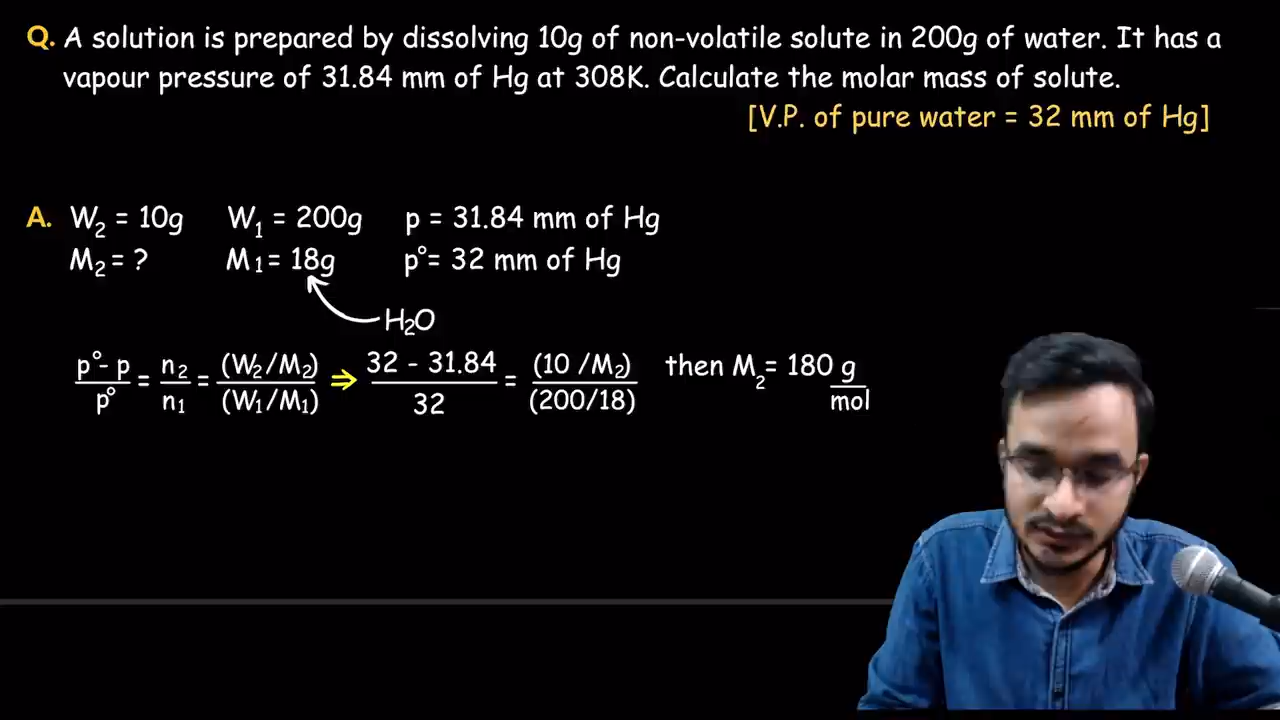 Q. A solution is prepared by dissolving 10g of non-volatile solute in 200g of water. It has a
vapour pressure of 31.84 mm of Hg at 308K. Calculate the molar mass of solute.
[V.P. of pure water = 32 mm of Hg]
A. W₂ = 10g W₁ = 200g p = 31.84 mm of Hg
M₂ = ? M₁ = 18g p° = 32 mm of Hg
H₂O
p° - p / p° = n₂ / n₁ = (W₂/M₂) / (W₁/M₁) ⇒ 32 - 31.84 / 32 = (10 /M₂) / (200/18) then M₂ = 180 g / mol